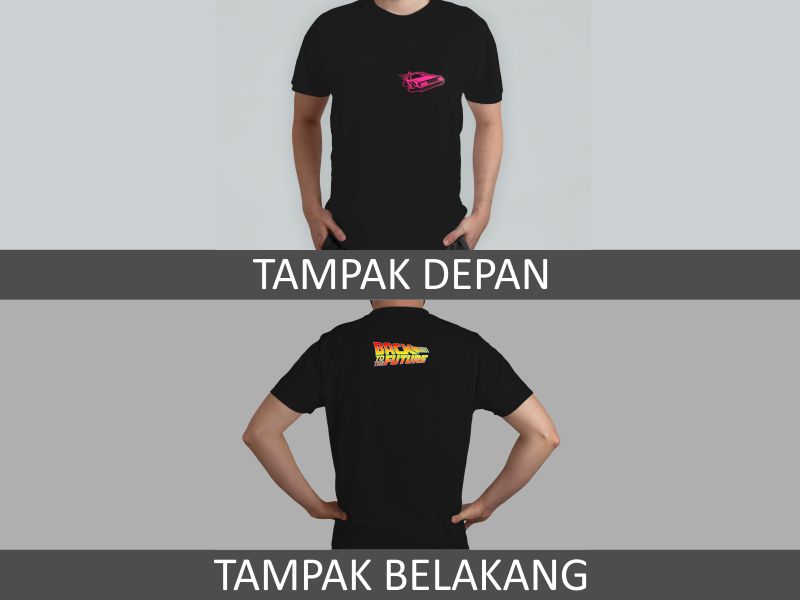 TAMPAK DEPAN
BACK
TO THE
FUTURE
TAMPAK BELAKANG